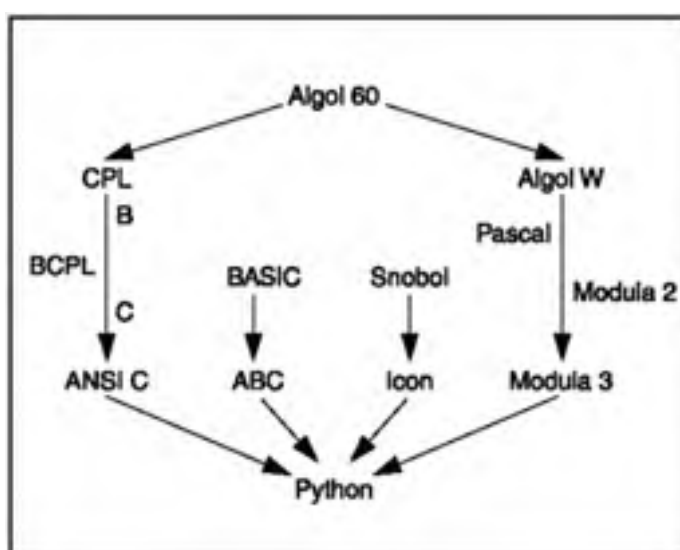 Algol 60
CPL
Algol W
B
Pascal
BCPL
BASIC
Snobol
Modula 2
C
ANSI C
ABC
Icon
Modula 3
Python